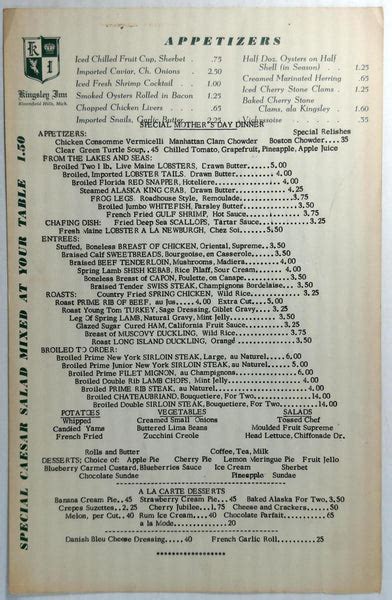 KI
Kingsley Inn
Bloomfield Hills, Mich.
APPETIZERS
Iced Chilled Fruit Cup, Sherbet . .75
Imported Caviar, Ch. Onions . 2.50
Iced Fresh Shrimp Cocktail . . 1.00
Smoked Oysters Rolled in Bacon 1.25
Chopped Chicken Livers . . .65
Imported Snails, Garlic Butter 2.25
Half Doz. Oysters on Half
Shell (in Season) . . 1.25
Creamed Marinated Herring .65
Iced Cherry Stone Clams . 1.25
Baked Cherry Stone
Clams, ala Kingsley . 1.60
Vichyssoise . . . .55
SPECIAL MOTHER'S DAY DINNER
APPETIZERS: Special Relishes
Chicken Consomme Vermicelli Manhattan Clam Chowder Boston Chowder....35
Clear Green Turtle Soup,. 45 Chilled Tomato, Grapefruit, Pineapple, Apple Juice
FROM THE LAKES AND SEAS:
Broiled Two 1 lb, Live Maine LOBSTERS, Drawn Butter.....5.00
Broiled, Imported LOBSTER TAILS. Drawn Butter......4.00
Broiled Florida RED SNAPPER, Hoteliere............4.00
Steamed ALASKA KING CRAB, Drawn Butter........4.25
FROG LEGS. Roadhouse Style, Remoulade........3.75
Broiled Jumbo WHITEFISH, Parsley Butter........3.50
French Fried GULF SHRIMP, Hot Sauce,..........3.75
CHAFING DISH: Fried Deep Sea SCALLOPS, Tartar Sauce......3.25
Fresh Maine LOBSTER A LA NEWBURGH, Chez Soi.....5.50
ENTREES:
Stuffed, Boneless BREAST OF CHICKEN, Oriental, Supreme..3.50
Braised Calf SWEETBREADS, Bourgeoise, en Casserole.....3.50
Braised BEEF TENDERLOIN, Mushrooms, Madiera......4.00
Spring Lamb SHISH KEBAB, Rice Pilaff, Sour Cream.....4.00
Boneless Breast of CAPON, Roulette, on Canape......3.50
Braised Tender SWISS STEAK, Champignons Bordelaise...3.50
ROASTS: Country Fried SPRING CHICKEN, Wild Rice.......3.25
Roast PRIME RIB OF BEEF, au Jus....4.00 Extra Cut...5.00
Roast Young Tom TURKEY, Sage Dressing, Giblet Gravy....3.25
Leg Of Spring LAMB, Natural Gravy, Mint Jelly......3.50
Glazed Sugar Cured HAM, California Fruit Sauce.....3.25
Breast of MUSCOVY DUCKLING, Wild Rice......3.75
Roast LONG ISLAND DUCKLING, Orange.......3.50
BROILED TO ORDER:
Broiled Prime New York SIRLOIN STEAK, Large, au Naturel.....6.00
Broiled Prime Junior New York SIRLOIN STEAK, au Naturel......5.00
Broiled Prime FILET MIGNON, au Champignons.....6.00
Broiled Double Rib LAMB CHOPS, Mint Jelly.......4.00
Broiled PRIME RIB STEAK, au Naturel.......4.00
Broiled CHATEAUBRIAND, Bouquetiere, For Two........14.00
Broiled Double SIRLOIN STEAK, Bouquetiere, For Two.....14.00
POTATOES VEGETABLES SALADS
Whipped Creamed Small Onions Tossed Chef
Candied Yams Buttered Lima Beans Moulded Fruit Supreme
French Fried Zucchini Creole Head Lettuce, Chiffonade Dr.
Rolls and Butter Coffee, Tea, Milk
DESSERTS; Choice of: Apple Pie Cherry Pie Lemon Meringue Pie Fruit Jello
Blueberry Carmel Custard, Blueberries Sauce Ice Cream Sherbet
Chocolate Sundae Pineapple Sundae
A LA CARTE DESSERTS
Banana Cream Pie,. 45 Strawberry Cream Pie...45 Baked Alaska For Two, 3.50
Crepes Suzettes,..2.25 Cherry Jubilee...1.75 Cheese and Crackers.....50
Melon, per Cut,. 40 Rum Ice Cream,... 40 Chocolate Parfait.......65
a la Mode...............20
Danish Bleu Cheese Dressing.....40 French Garlic Roll..........25
SPECIAL CAESAR SALAD MIXED AT YOUR TABLE 1.50